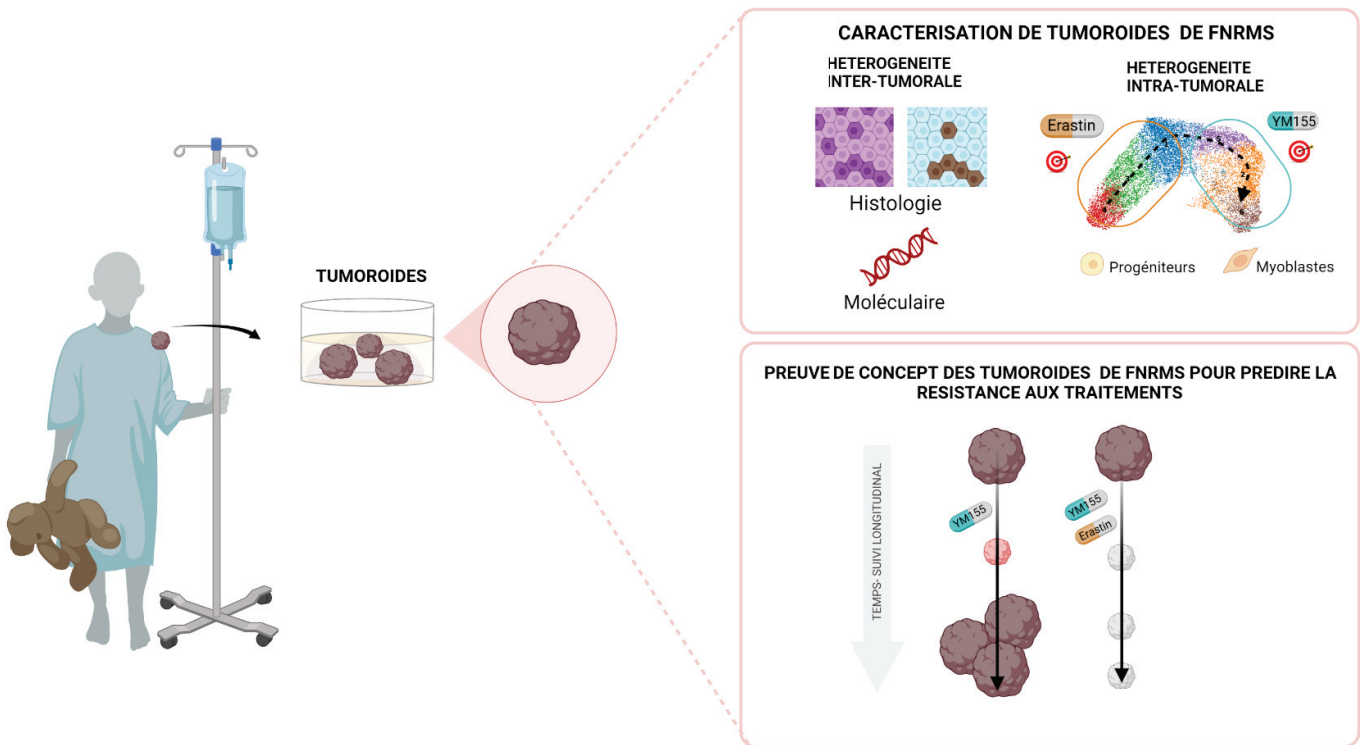 TUMOROIDES
CARACTERISATION DE TUMOROIDES DE FNRMS
HETEROGENEITE
INTER-TUMORALE
Histologie
Moléculaire
HETEROGENEITE
INTRA-TUMORALE
Erastin
YM155
Progéniteurs
Myoblastes
PREUVE DE CONCEPT DES TUMOROIDES DE FNRMS POUR PREDIRE LA
RESISTANCE AUX TRAITEMENTS
TEMPS- SUIVI LONGITUDINAL
YM155
YM155
Erastin